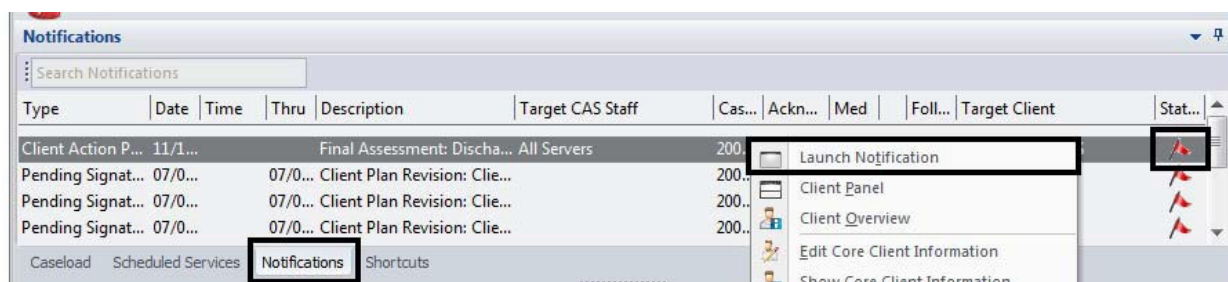 Notifications
Search Notifications
Type Date Time Thru Description Target CAS Staff Cas... Ackn... Med Foll... Target Client Stat...
Client Action P... 11/1... Final Assessment: Discha... All Servers 200..
Launch Notification
Pending Signat... 07/0... 07/0... Client Plan Revision: Clie... 200..
Client Panel
Pending Signat... 07/0... 07/0... Client Plan Revision: Clie... 200..
Client Overview
Pending Signat... 07/0... 07/0... Client Plan Revision: Clie... 200..
Edit Core Client Information
Caseload Scheduled Services Notifications Shortcuts
Show Core Client Information